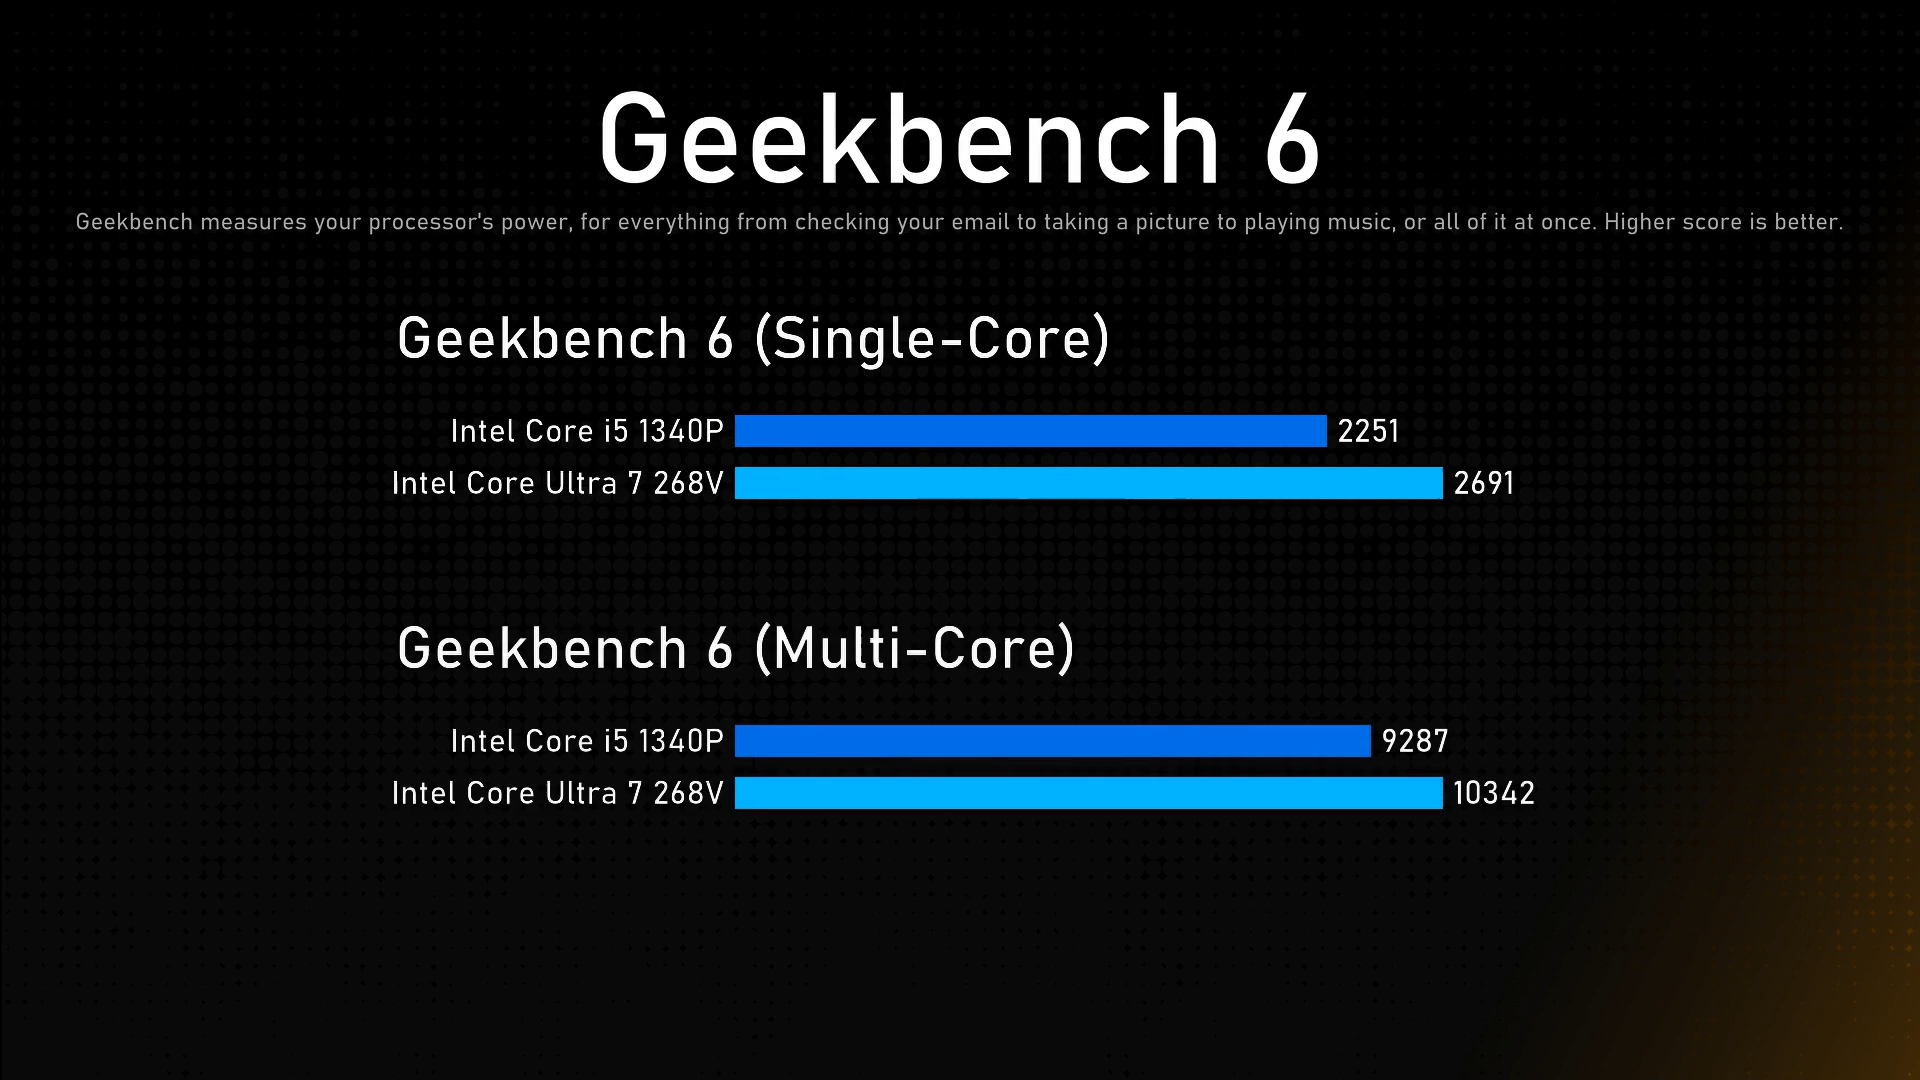 Geekbench 6
Geekbench measures your processor's power, for everything from checking your email to taking a picture to playing music, or all of it at once. Higher score is better.
Geekbench 6 (Single-Core)
Intel Core i5 1340P 2251
Intel Core Ultra 7 268V 2691
Geekbench 6 (Multi-Core)
Intel Core i5 1340P 9287
Intel Core Ultra 7 268V 10342